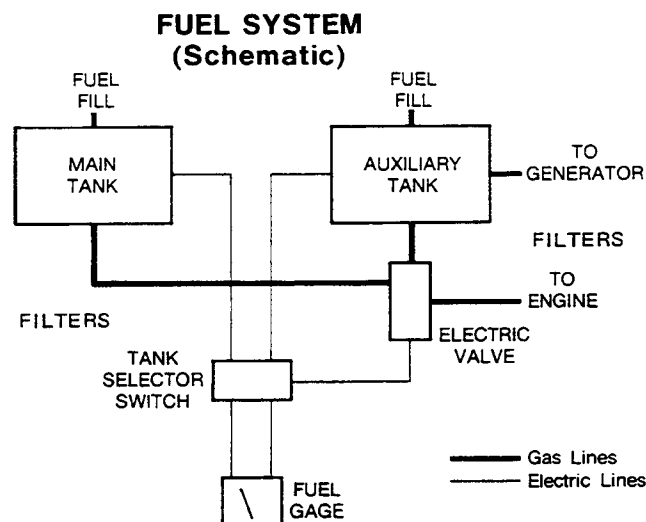 FUEL SYSTEM
(Schematic)
FUEL
FILL
FUEL
FILL
MAIN
TANK
AUXILIARY
TANK
TO
GENERATOR
FILTERS
TO
ENGINE
FILTERS
ELECTRIC
VALVE
TANK
SELECTOR
SWITCH
Gas Lines
Electric Lines
FUEL
GAGE